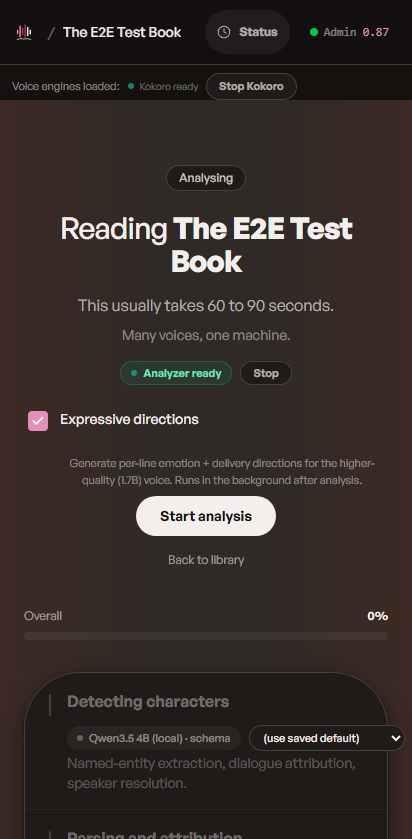 / The E2E Test Book
Status
Admin 0.87
Voice engines loaded:
Kokoro ready
Stop Kokoro
Analysing
Reading The E2E Test
Book
This usually takes 60 to 90 seconds.
Many voices, one machine.
Analyzer ready
Stop
Expressive directions
Generate per-line emotion + delivery directions for the higher-
quality (1.7B) voice. Runs in the background after analysis.
Start analysis
Back to library
Overall
0%
Detecting characters
Qwen3.5 4B (local) · schema
(use saved default)
Named-entity extraction, dialogue attribution,
speaker resolution.
Parsing and attribution